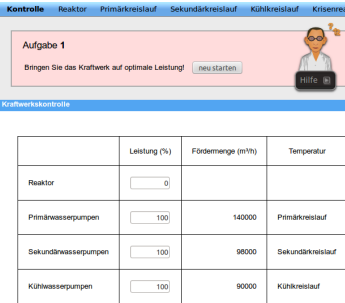 Kontrolle Reaktor Primärkreislauf Sekundärkreislauf Kühlkreislauf Krisenrea
Aufgabe 1
Bringen Sie das Kraftwerk auf optimale Leistung! neu starten
Hilfe
Kraftwerkskontrolle
Leistung (%) Fördermenge (m³/h) Temperatur
Reaktor 0
Primärwasserpumpen 100 140000 Primärkreislauf
Sekundärwasserpumpen 100 98000 Sekundärkreislauf
Kühlwasserpumpen 100 90000 Kühlkreislauf